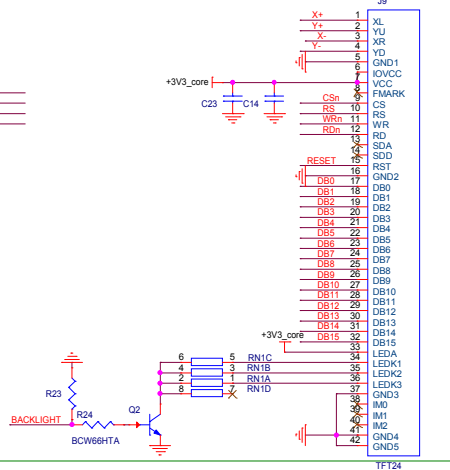 J9
X+ 1 XL
Y+ 2 YU
X- 3 XR
Y- 4 YD
5 GND1
6 IOVCC
+3V3_core 7 VCC
8 FMARK
C23 C14 CSn 9 CS
RS 10 RS
WRn 11 WR
RDn 12 RD
13 SDA
14 SDD
RESET 15 RST
16 GND2
DB0 17 DB0
DB1 18 DB1
DB2 19 DB2
DB3 20 DB3
DB4 21 DB4
DB5 22 DB5
DB6 23 DB6
DB7 24 DB7
DB8 25 DB8
DB9 26 DB9
DB10 27 DB10
DB11 28 DB11
DB12 29 DB12
DB13 30 DB13
DB14 31 DB14
DB15 32 DB15
+3V3_core 33 LEDA
6 5 RN1C 34 LEDK1
4 3 RN1B 35 LEDK2
2 1 RN1A 36 LEDK3
8 7 RN1D 37 GND3
R23 38 IM0
R24 Q2 39 IM1
BACKLIGHT 40 IM2
BCW66HTA 41 GND4
42 GND5
TFT24